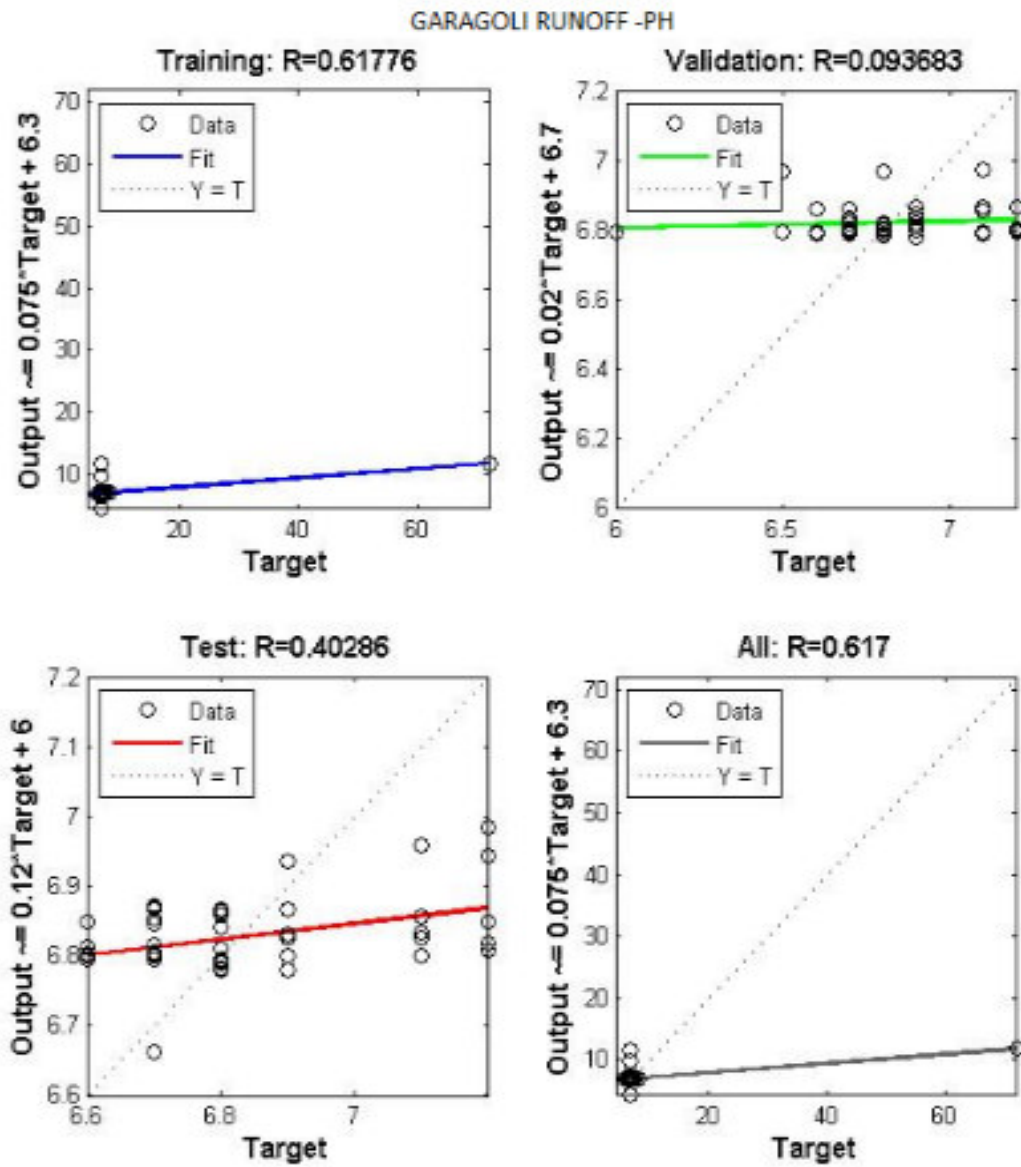 GARAGOLI RUNOFF -PH
Training: R=0.61776
Output ~= 0.075*Target + 6.3
70
60
50
40
30
20
10
Data
Fit
Y = T
20
40
60
Target
Validation: R=0.093683
Output ~= 0.02*Target + 6.7
7.2
7
6.8
6.6
6.4
6.2
6
Data
Fit
Y = T
6
6.5
7
Target
Test: R=0.40286
Output ~= 0.12*Target + 6
7.2
7.1
7
6.9
6.8
6.7
6.6
Data
Fit
Y = T
6.6
6.8
7
Target
All: R=0.617
Output ~= 0.075*Target + 6.3
70
60
50
40
30
20
10
Data
Fit
Y = T
20
40
60
Target